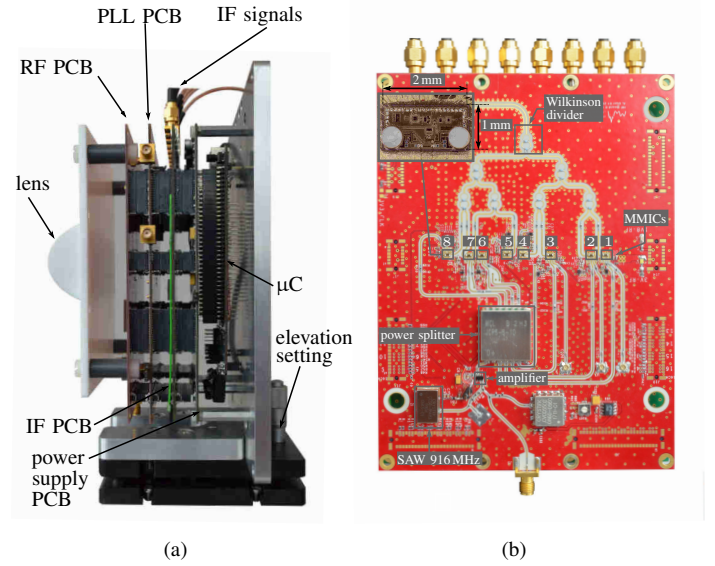 PLL PCB
IF signals
RF PCB
lens
μC
elevation
setting
IF PCB
power
supply
PCB
(a)
2 mm
1 mm
Wilkinson
divider
MMICs
8 7 6 5 4 3 2 1
power splitter
amplifier
SAW 916 MHz
(b)